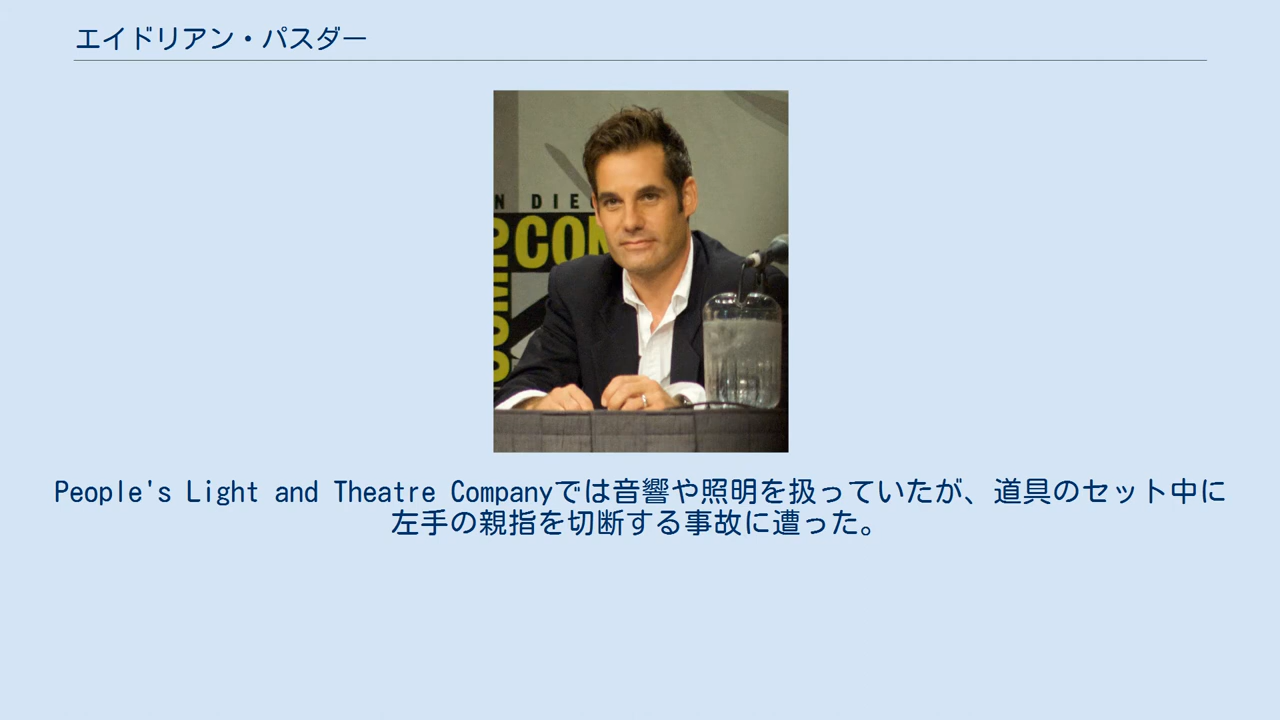 エイドリアン・パスダー
N DIE
CON
COMIC
People's Light and Theatre Companyでは音響や照明を扱っていたが、道具のセット中に
左手の親指を切断する事故に遭った。